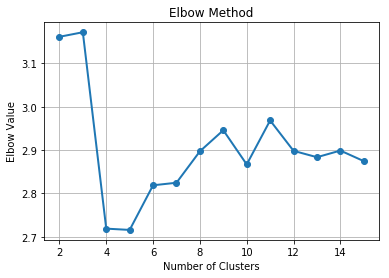 Elbow Method
Elbow Value
3.1
3.0
2.9
2.8
2.7
2 4 6 8 10 12 14
Number of Clusters